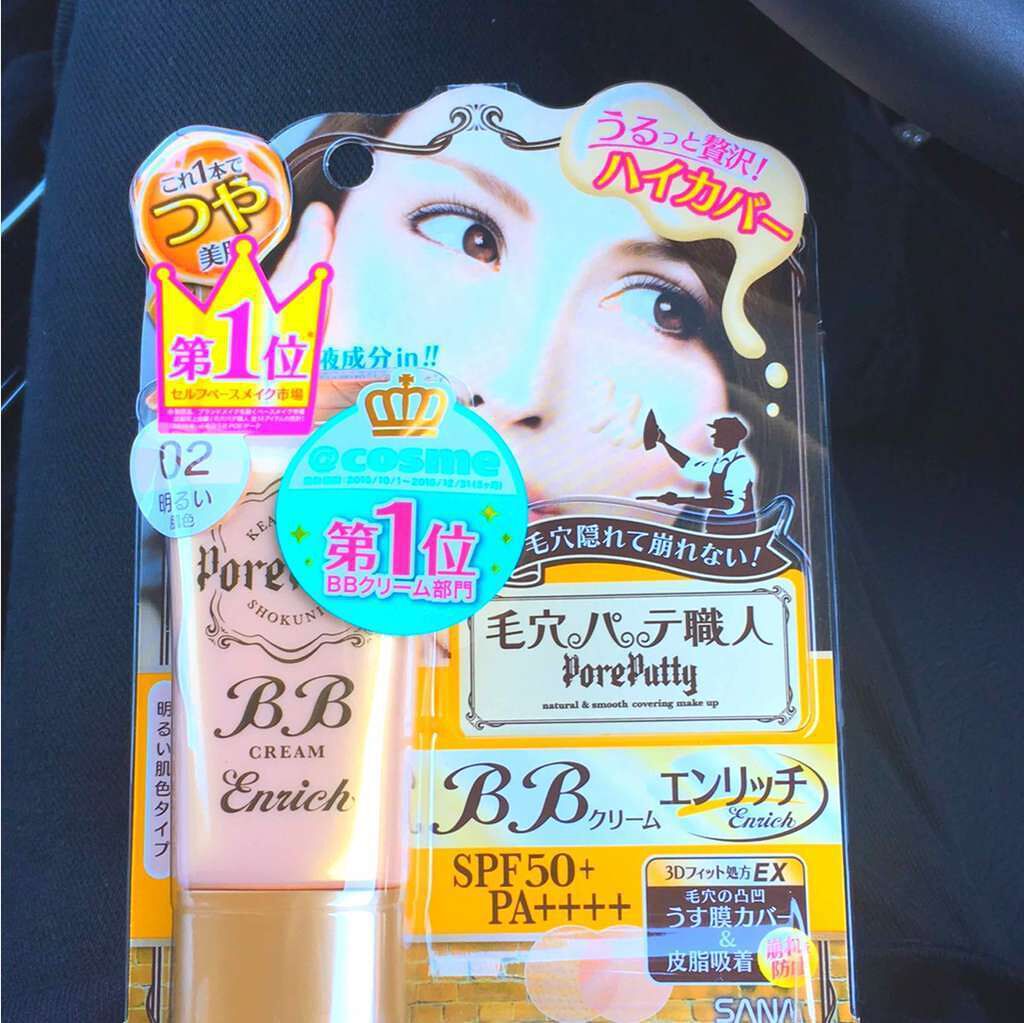 うるっと贅沢!
ハイカバー
これ1本で
つや
第1位
セルフベースメイク市場
液成分in!!
02
明るい
肌色
@cosme
第1位
BBクリーム部門
毛穴隠れて崩れない!
毛穴パテ職人
PorePutty
natural & smooth covering make up
Pore
SHOKUNI
BB
CREAM
Enrich
明るい肌色タイプ
BBクリーム
エンリッチ
Enrich
SPF50+
PA++++
3Dフィット処方EX
毛穴の凸凹
うす膜カバー
&
皮脂吸着
SANA